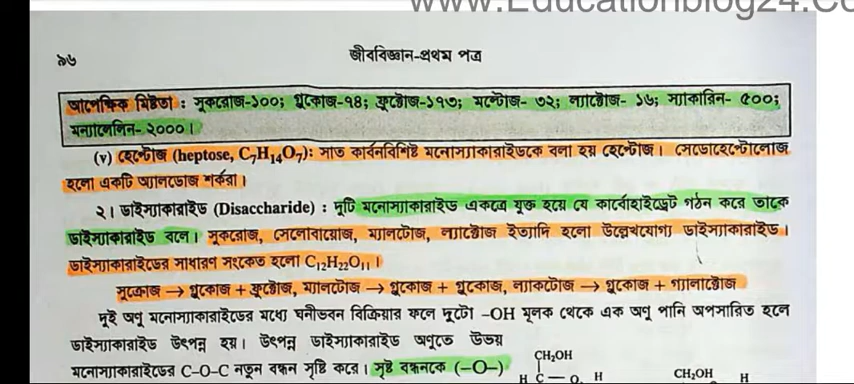 www.Educationblog24.Co
৯৬
জীববিজ্ঞান-প্রথম পত্র
আপেক্ষিক মিষ্টতা : সুকরোজ-১০০; গ্লুকোজ-৭৪; ফ্রুক্টোজ-১৭৩; মল্টোজ- ৩২; ল্যাক্টোজ- ১৬; স্যাকারিন- ৫০০;
মন্যালেলিন- ২০০০।
(v) হেপ্টোজ (heptose, C₇H₁₄O₇): সাত কার্বনবিশিষ্ট মনোস্যাকারাইডকে বলা হয় হেপ্টোজ। সেডোহেপ্টোলোজ
হলো একটি অ্যালডোজ শর্করা।
২। ডাইস্যাকারাইড (Disaccharide) : দুটি মনোস্যাকারাইড একত্রে যুক্ত হয়ে যে কার্বোহাইড্রেট গঠন করে তাকে
ডাইস্যাকারাইড বলে। সুকরোজ, সেলোবায়োজ, ম্যালটোজ, ল্যাক্টোজ ইত্যাদি হলো উল্লেখযোগ্য ডাইস্যাকারাইড।
ডাইস্যাকারাইডের সাধারণ সংকেত হলো C₁₂H₂₂O₁₁।
সুক্রোজ → গ্লুকোজ + ফ্রুক্টোজ, ম্যালটোজ → গ্লুকোজ + গ্লুকোজ, ল্যাকটোজ → গ্লুকোজ + গ্যালাক্টোজ
দুই অণু মনোস্যাকারাইডের মধ্যে ঘনীভবন বিক্রিয়ার ফলে দুটো –OH মূলক থেকে এক অণু পানি অপসারিত হলে
ডাইস্যাকারাইড উৎপন্ন হয়। উৎপন্ন ডাইস্যাকারাইড অণুতে উভয়
মনোস্যাকারাইডের C–O–C নতুন বন্ধন সৃষ্টি করে। সৃষ্ট বন্ধনকে (–O–)
CH₂OH
CH₂OH
H C — O H
H